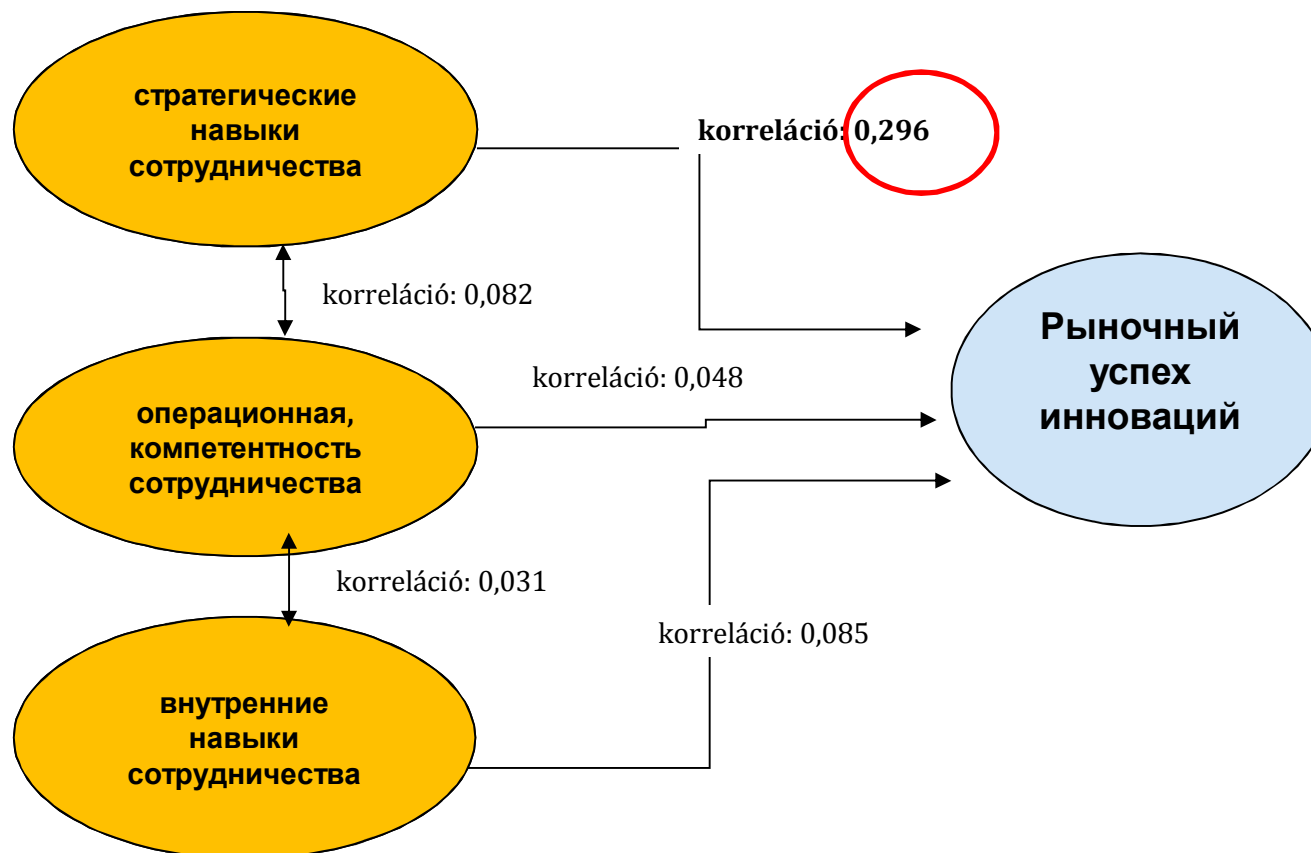 стратегические
навыки
сотрудничества
korreláció: 0,296
korreláció: 0,082
Рыночный
успех
инноваций
korreláció: 0,048
операционная,
компетентность
сотрудничества
korreláció: 0,031
korreláció: 0,085
внутренние
навыки
сотрудничества